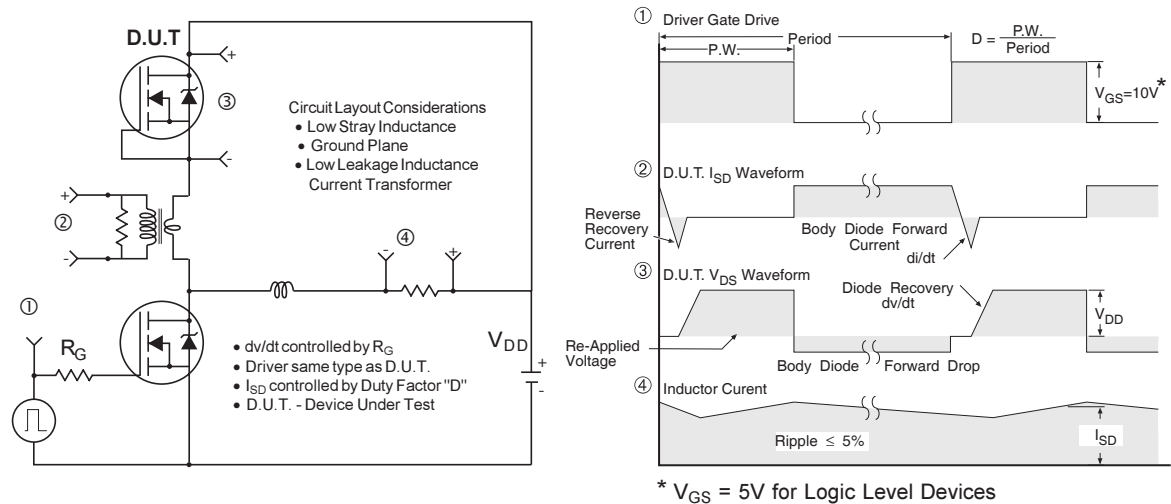 D.U.T
+
③
-
Circuit Layout Considerations
• Low Stray Inductance
• Ground Plane
• Low Leakage Inductance
Current Transformer
+
②
-
④
- +
①
R_G
V_DD
+
-
• dv/dt controlled by R_G
• Driver same type as D.U.T.
• I_SD controlled by Duty Factor "D"
• D.U.T. - Device Under Test
① Driver Gate Drive
P.W.
Period
D = P.W. / Period
V_GS=10V*
② D.U.T. I_SD Waveform
Reverse
Recovery
Current
Body Diode Forward
Current
di/dt
③ D.U.T. V_DS Waveform
Diode Recovery
dv/dt
V_DD
Re-Applied
Voltage
Body Diode Forward Drop
④ Inductor Curent
Ripple ≤ 5%
I_SD
* V_GS = 5V for Logic Level Devices